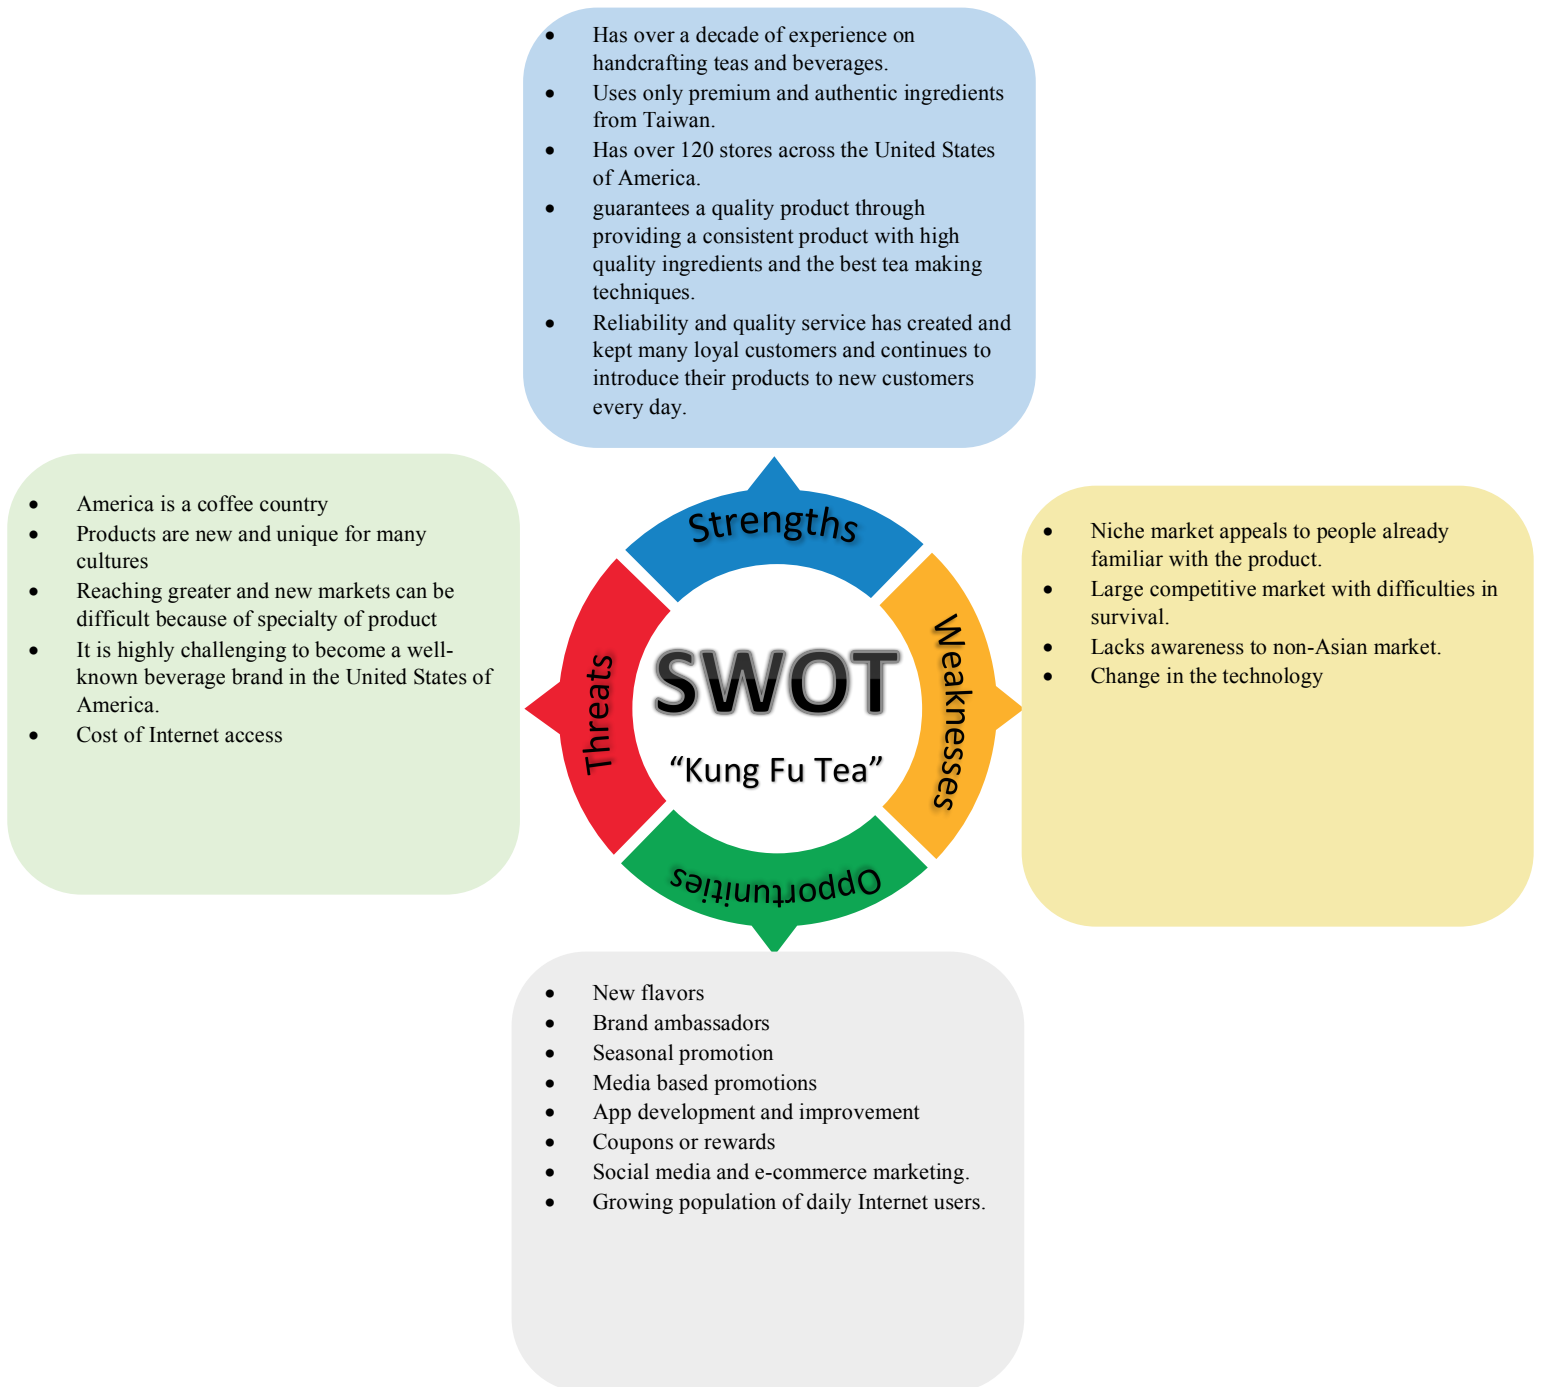 • Has over a decade of experience on
handcrafting teas and beverages.
• Uses only premium and authentic ingredients
from Taiwan.
• Has over 120 stores across the United States
of America.
• guarantees a quality product through
providing a consistent product with high
quality ingredients and the best tea making
techniques.
• Reliability and quality service has created and
kept many loyal customers and continues to
introduce their products to new customers
every day.
• America is a coffee country
• Products are new and unique for many
cultures
• Reaching greater and new markets can be
difficult because of specialty of product
• It is highly challenging to become a well-
known beverage brand in the United States of
America.
• Cost of Internet access
Strengths
Threats
SWOT
"Kung Fu Tea"
Weaknesses
Opportunities
• Niche market appeals to people already
familiar with the product.
• Large competitive market with difficulties in
survival.
• Lacks awareness to non-Asian market.
• Change in the technology
• New flavors
• Brand ambassadors
• Seasonal promotion
• Media based promotions
• App development and improvement
• Coupons or rewards
• Social media and e-commerce marketing.
• Growing population of daily Internet users.